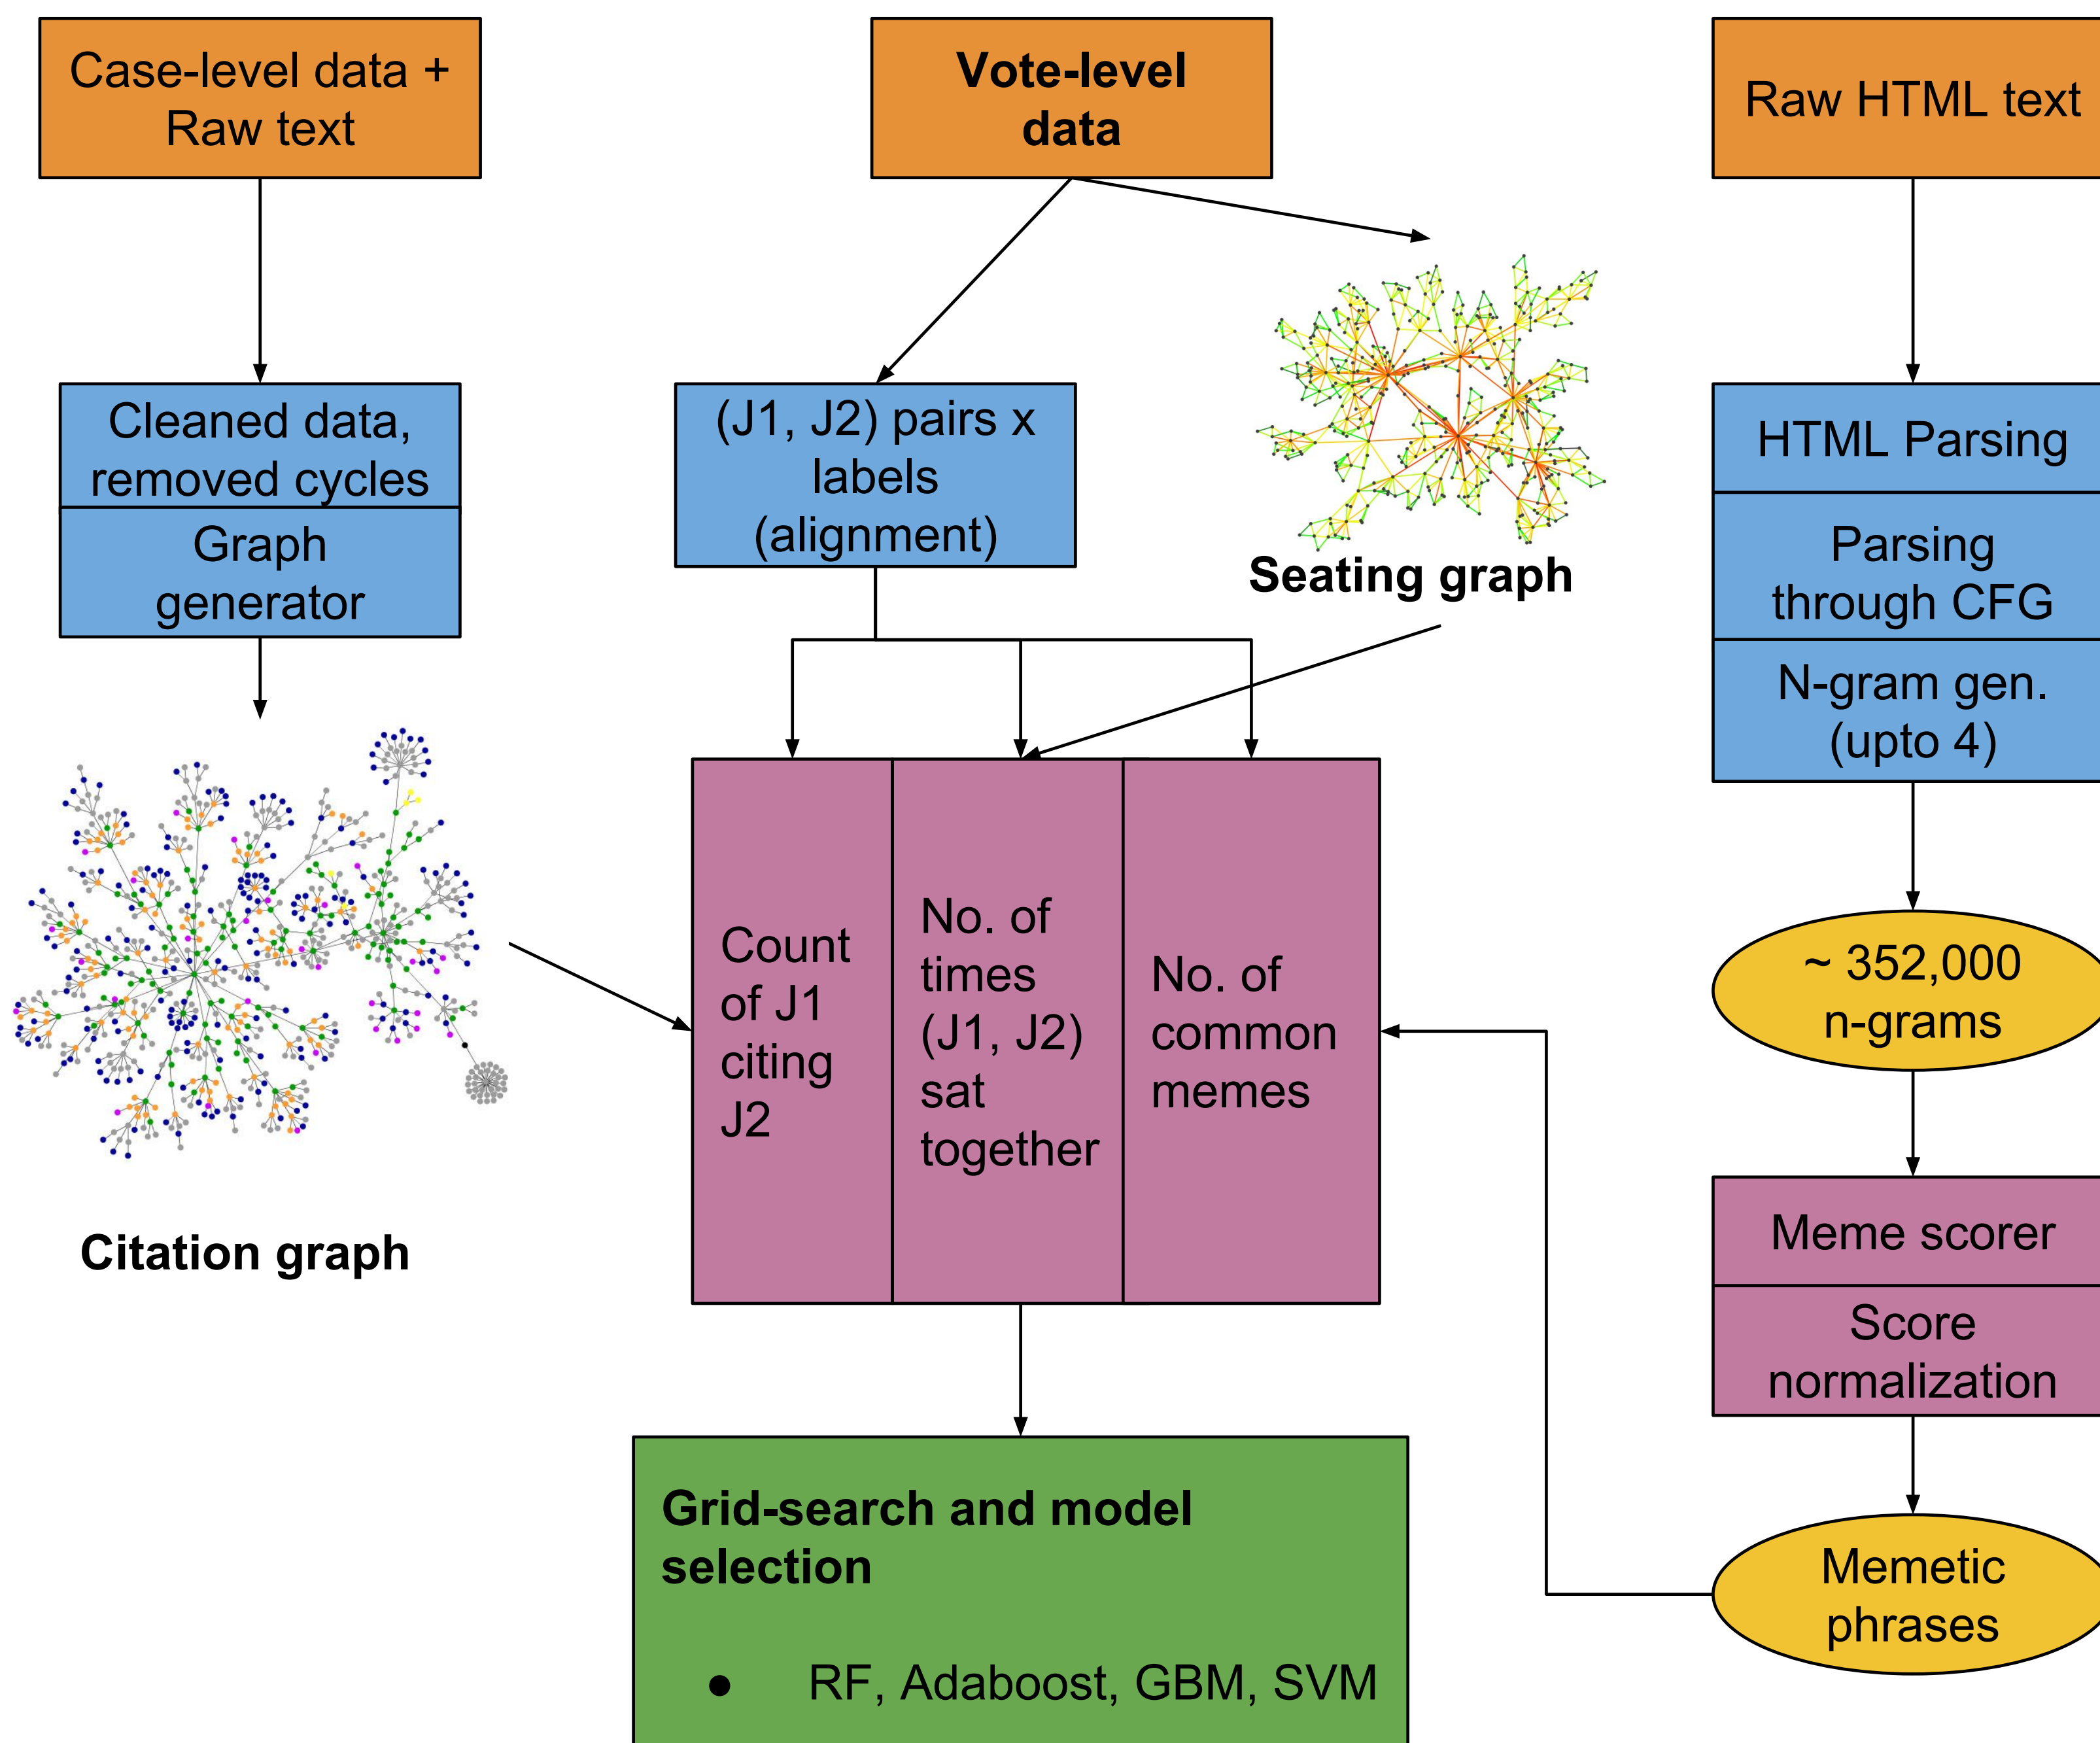 Case-level data +
Raw text
Vote-level
data
Raw HTML text
Cleaned data,
removed cycles
Graph
generator
(J1, J2) pairs x
labels
(alignment)
Seating graph
HTML Parsing
Parsing
through CFG
N-gram gen.
(upto 4)
Citation graph
Count
of J1
citing
J2
No. of
times
(J1, J2)
sat
together
No. of
common
memes
~ 352,000
n-grams
Meme scorer
Score
normalization
Memetic
phrases
Grid-search and model
selection
● RF, Adaboost, GBM, SVM